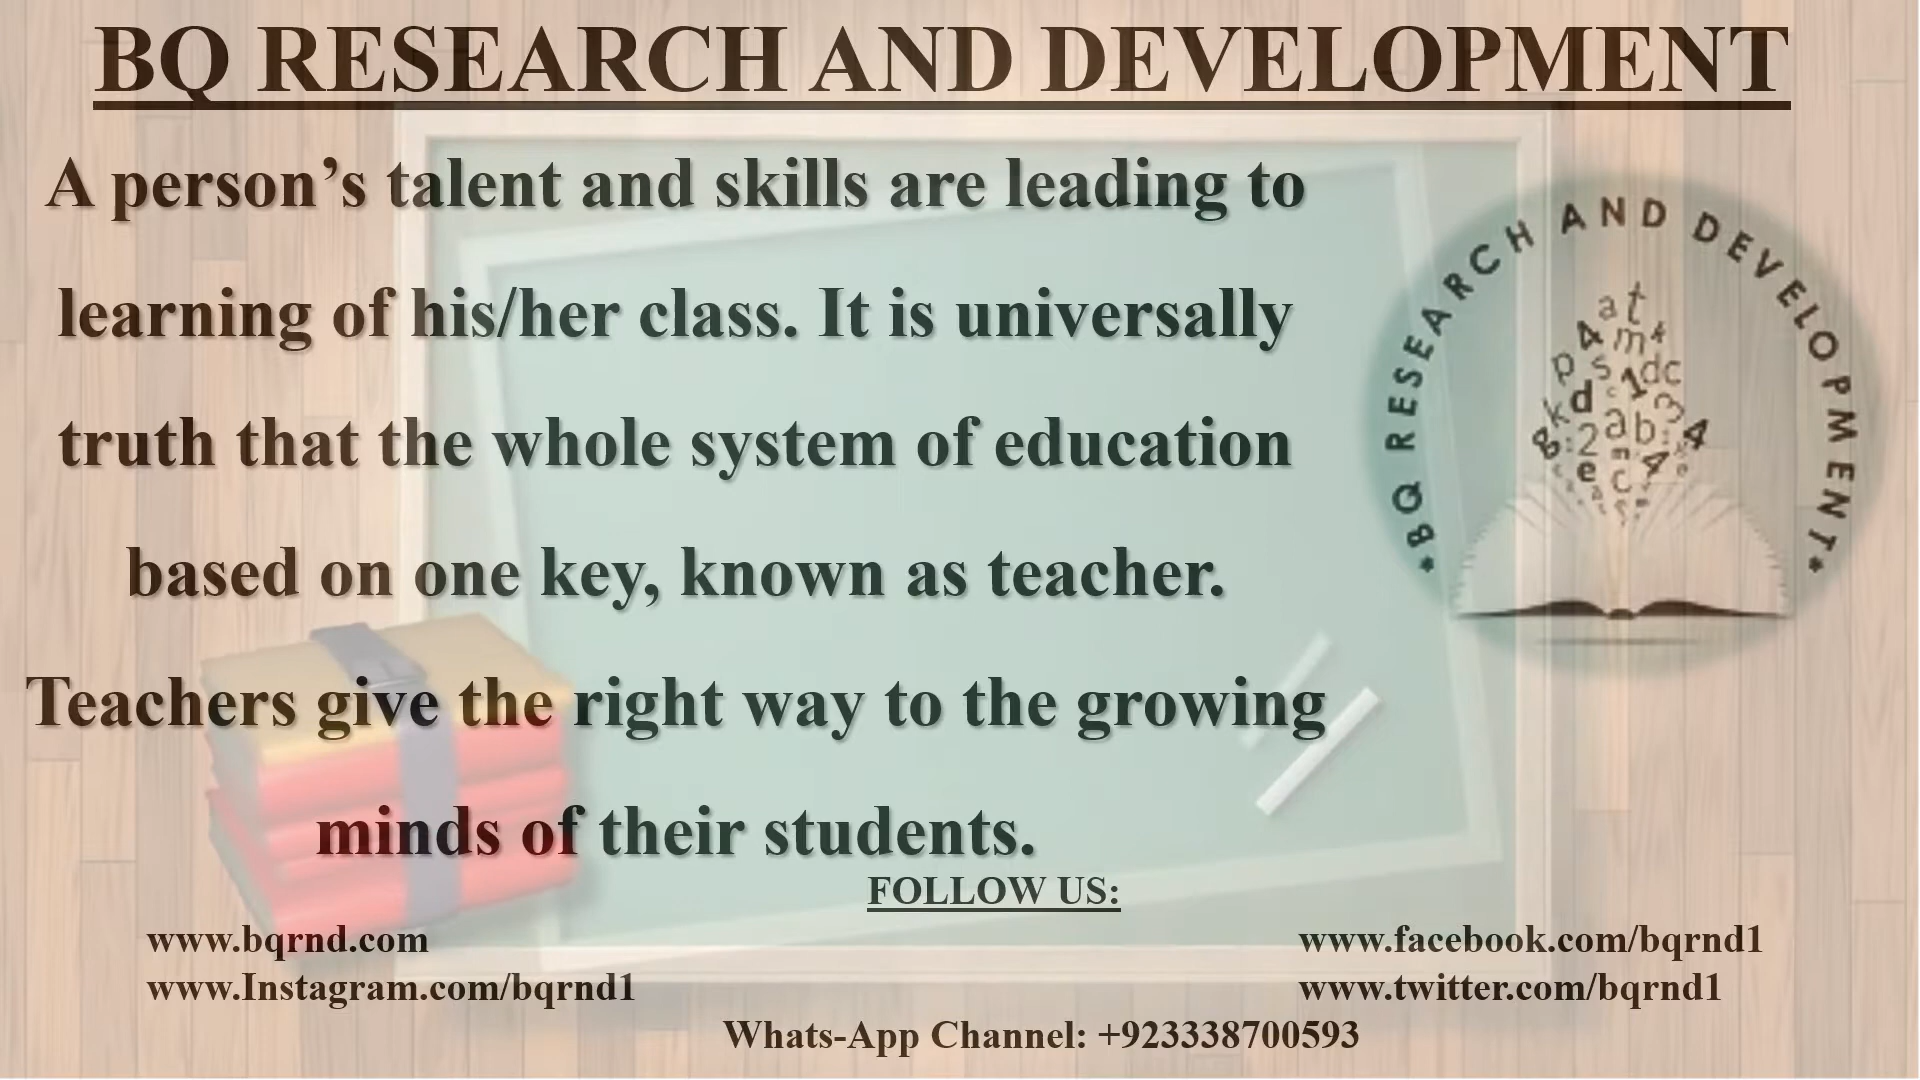 BQ RESEARCH AND DEVELOPMENT
A person’s talent and skills are leading to
learning of his/her class. It is universally
truth that the whole system of education
based on one key, known as teacher.
Teachers give the right way to the growing
minds of their students.
BQ RESEARCH AND DEVELOPMENT
FOLLOW US:
www.bqrnd.com
www.facebook.com/bqrnd1
www.Instagram.com/bqrnd1
www.twitter.com/bqrnd1
Whats-App Channel: +923338700593